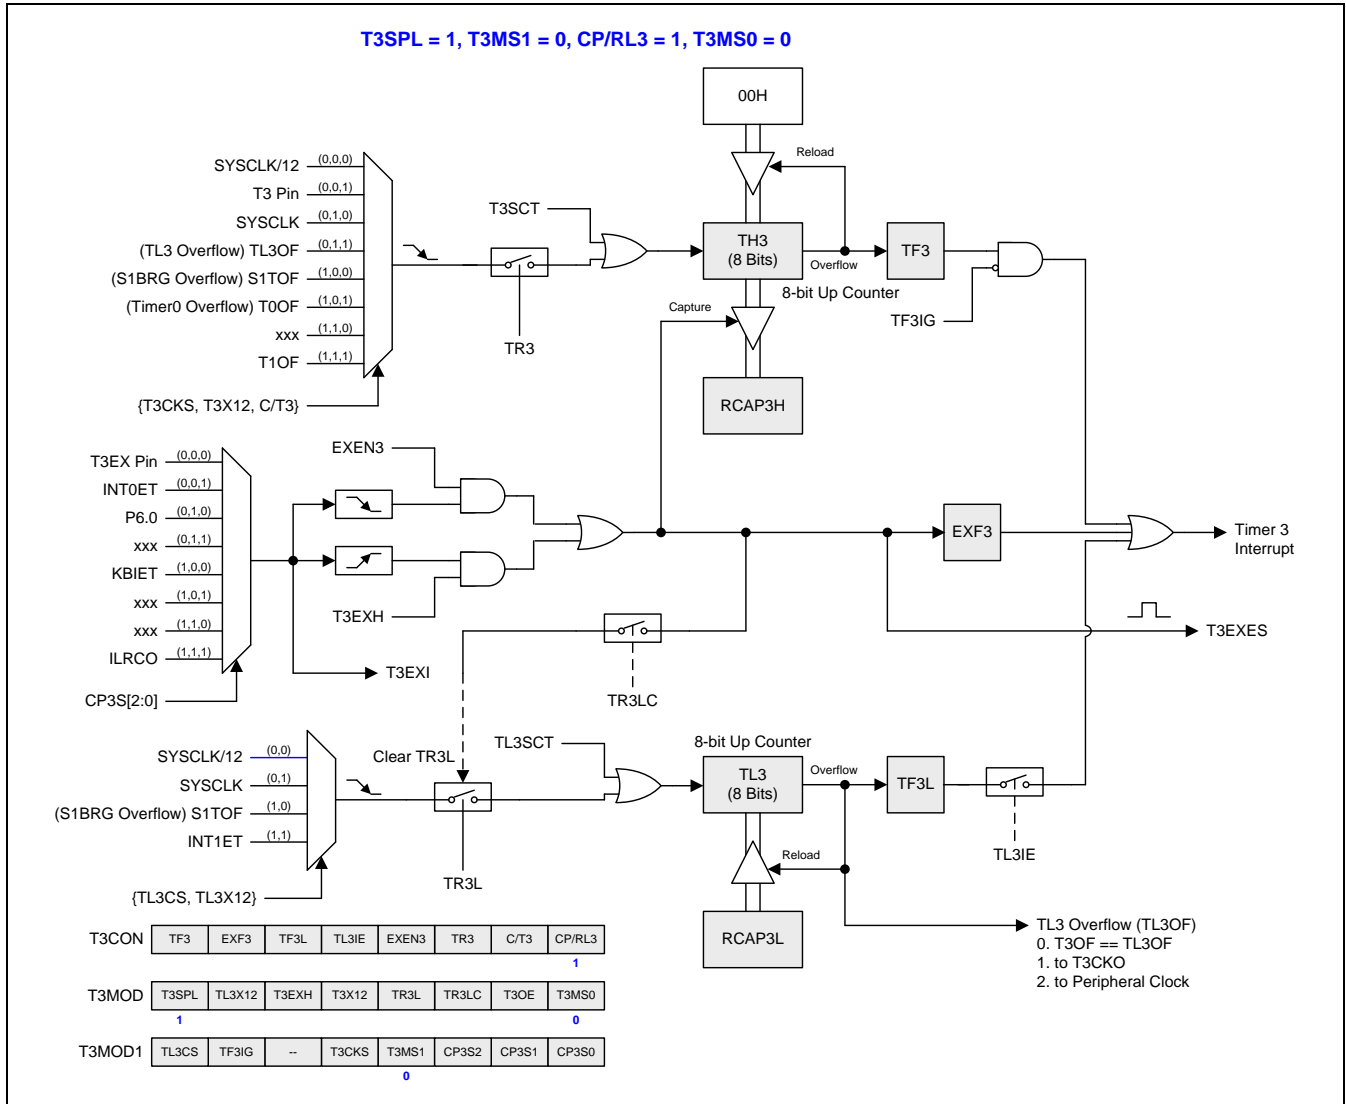 T3SPL = 1, T3MS1 = 0, CP/RL3 = 1, T3MS0 = 0
00H
Reload
SYSCLK/12 (0,0,0)
T3 Pin (0,0,1)
SYSCLK (0,1,0)
(TL3 Overflow) TL3OF (0,1,1)
(S1BRG Overflow) S1TOF (1,0,0)
(Timer0 Overflow) T0OF (1,0,1)
xxx (1,1,0)
T1OF (1,1,1)
{T3CKS, T3X12, C/T3}
TR3
T3SCT
TH3
(8 Bits)
Overflow
8-bit Up Counter
TF3
TF3IG
Capture
RCAP3H
EXEN3
T3EX Pin (0,0,0)
INT0ET (0,0,1)
P6.0 (0,1,0)
xxx (0,1,1)
KBIET (1,0,0)
xxx (1,0,1)
xxx (1,1,0)
ILRCO (1,1,1)
CP3S[2:0]
T3EXH
T3EXI
EXF3
Timer 3
Interrupt
T3EXES
TR3LC
SYSCLK/12 (0,0)
SYSCLK (0,1)
(S1BRG Overflow) S1TOF (1,0)
INT1ET (1,1)
{TL3CS, TL3X12}
Clear TR3L
TR3L
TL3SCT
8-bit Up Counter
TL3
(8 Bits)
Overflow
TF3L
TL3IE
Reload
RCAP3L
TL3 Overflow (TL3OF)
0. T3OF == TL3OF
1. to T3CKO
2. to Peripheral Clock
T3CON TF3 EXF3 TF3L TL3IE EXEN3 TR3 C/T3 CP/RL3
1
T3MOD T3SPL TL3X12 T3EXH T3X12 TR3L TR3LC T3OE T3MS0
1 0
T3MOD1 TL3CS TF3IG -- T3CKS T3MS1 CP3S2 CP3S1 CP3S0
0